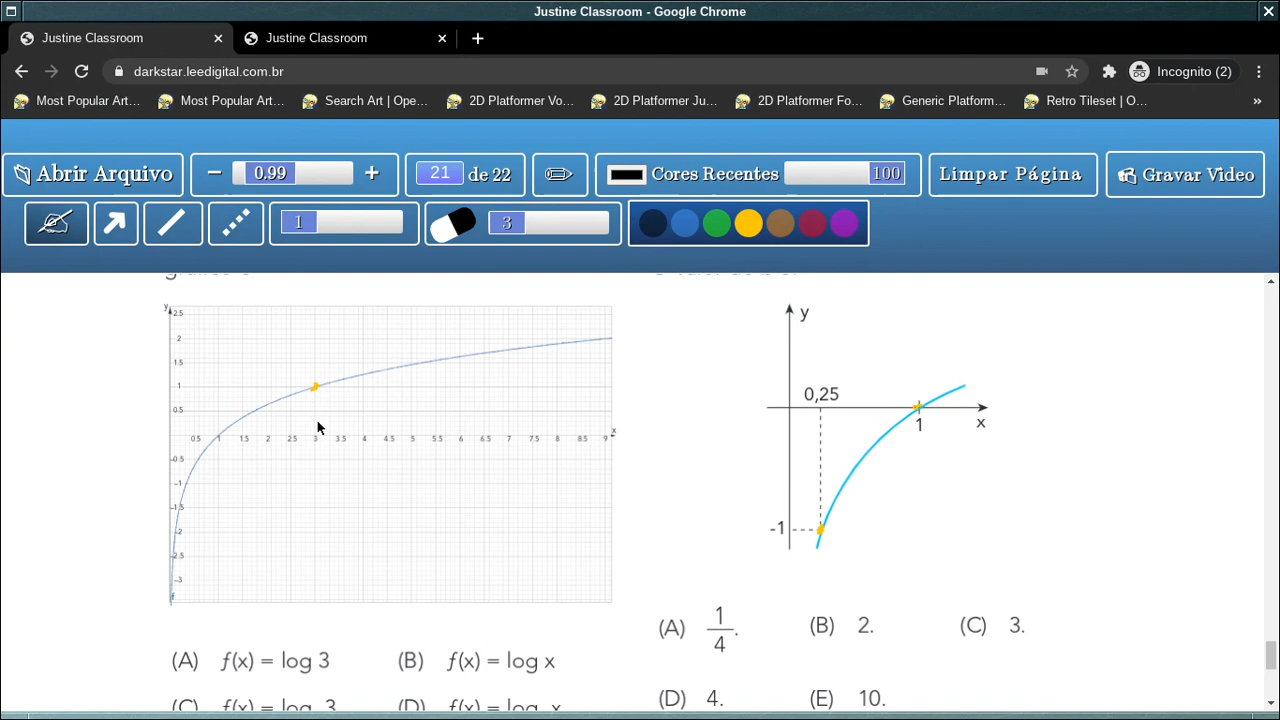 Justine Classroom - Google Chrome
Justine Classroom
Justine Classroom
darkstar.leedigital.com.br
Incognito (2)
Most Popular Art...
Most Popular Art...
Search Art | Ope...
2D Platformer Vo...
2D Platformer Ju...
2D Platformer Fo...
Generic Platform...
Retro Tileset | O...
»
Abrir Arquivo
− 0.99 +
21 de 22
Cores Recentes 100
Limpar Página
Gravar Video
1
3
y
2.5
2
1.5
1
0.5
-0.5
-1
-1.5
-2
-2.5
-3
0.5 1 1.5 2 2.5 3 3.5 4 4.5 5 5.5 6 6.5 7 7.5 8 8.5 9
x
f
(A) f(x) = log 3
(B) f(x) = log x
y
0,25
1
x
-1
(A) 1/4.
(B) 2.
(C) 3.
(D) 4.
(E) 10.